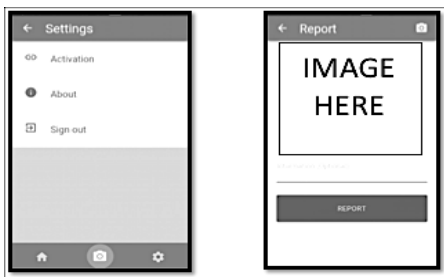 Settings
Activation
About
Sign out
Report
IMAGE
HERE
REPORT